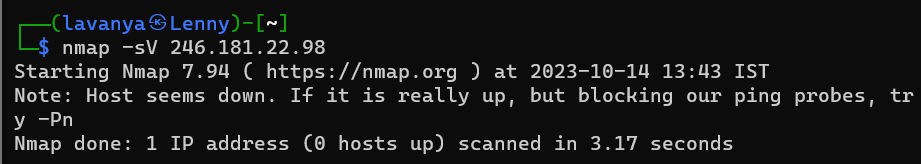 ┌──(lavanya㉿Lenny)-[~]
└─$ nmap -sV 246.181.22.98
Starting Nmap 7.94 ( https://nmap.org ) at 2023-10-14 13:43 IST
Note: Host seems down. If it is really up, but blocking our ping probes, tr
y -Pn
Nmap done: 1 IP address (0 hosts up) scanned in 3.17 seconds